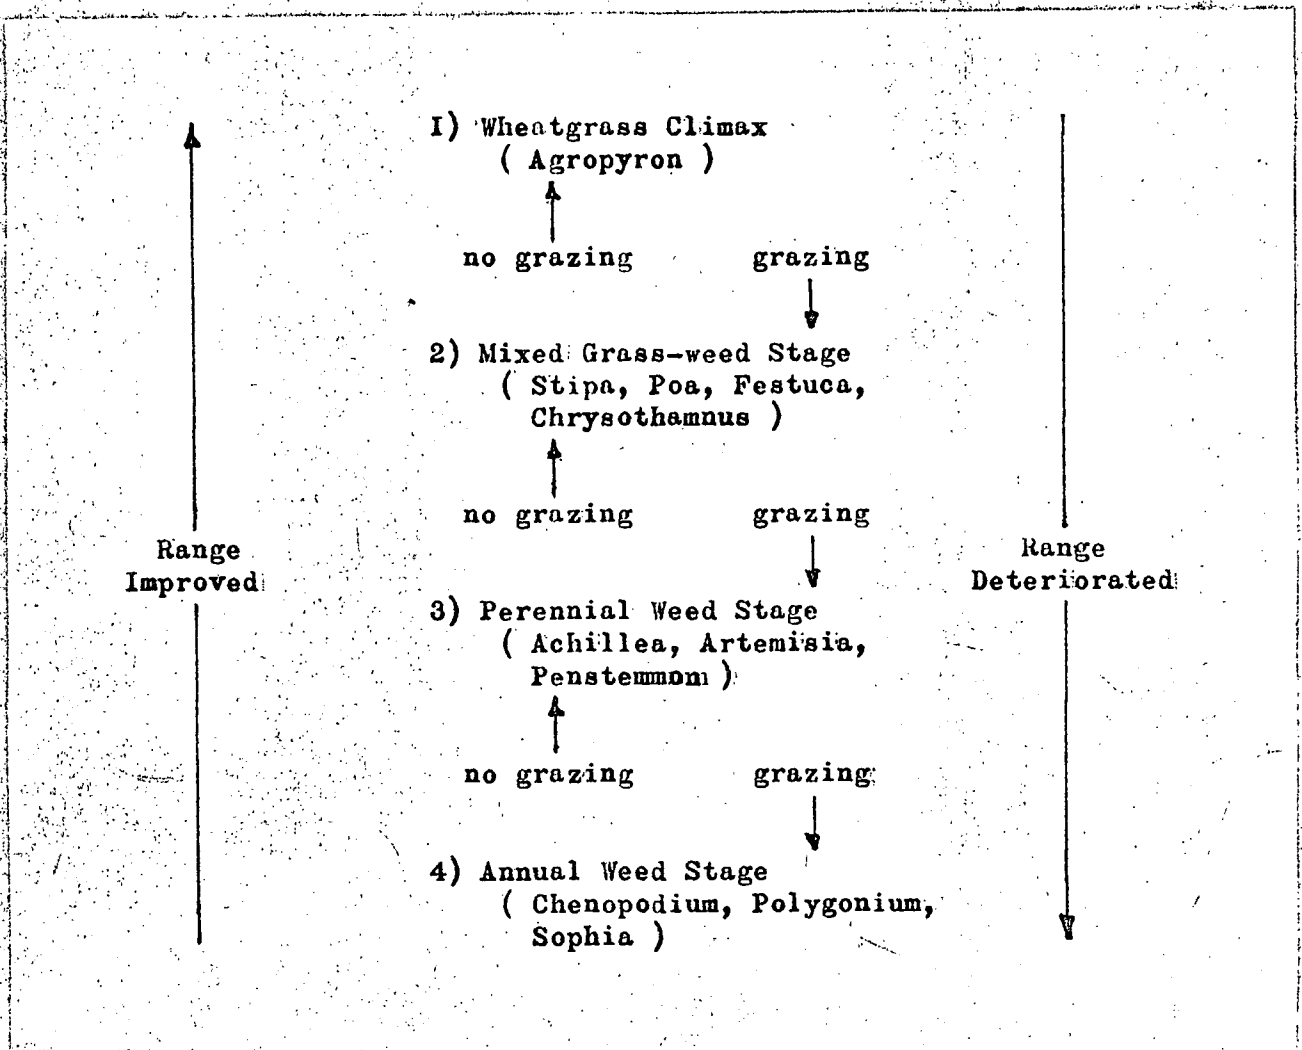 I) Wheatgrass Climax
( Agropyron )
no grazing grazing
2) Mixed Grass-weed Stage
( Stipa, Poa, Festuca,
Chrysothamnus )
no grazing grazing
Range
Improved
Range
Deteriorated
3) Perennial Weed Stage
( Achillea, Artemisia,
Penstemmon )
no grazing grazing
4) Annual Weed Stage
( Chenopodium, Polygonium,
Sophia )